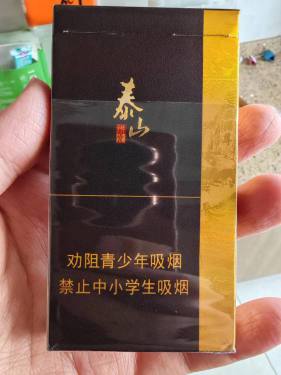 泰山
劝阻青少年吸烟
禁止中小学生吸烟